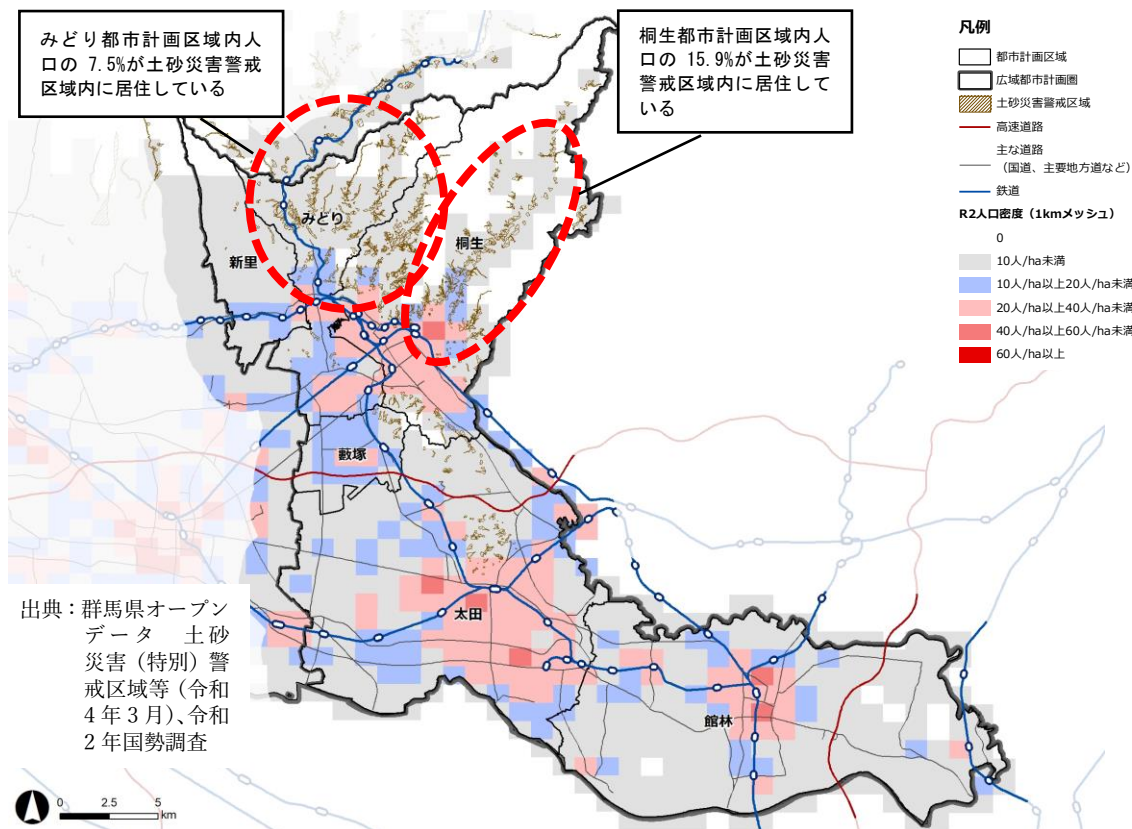 みどり都市計画区域内人
口の 7.5%が土砂災害警戒
区域内に居住している
桐生都市計画区域内人
口の 15.9%が土砂災害
警戒区域内に居住して
いる
凡例
都市計画区域
広域都市計画圏
土砂災害警戒区域
高速道路
主な道路
（国道、主要地方道など）
鉄道
R2人口密度（1kmメッシュ）
0
10人/ha未満
10人/ha以上20人/ha未満
20人/ha以上40人/ha未満
40人/ha以上60人/ha未満
60人/ha以上
みどり
桐生
新里
藪塚
太田
館林
出典：群馬県オープン
データ　土砂
災害（特別）警
戒区域等（令和
4年3月）、令和
2年国勢調査
0 2.5 5
km